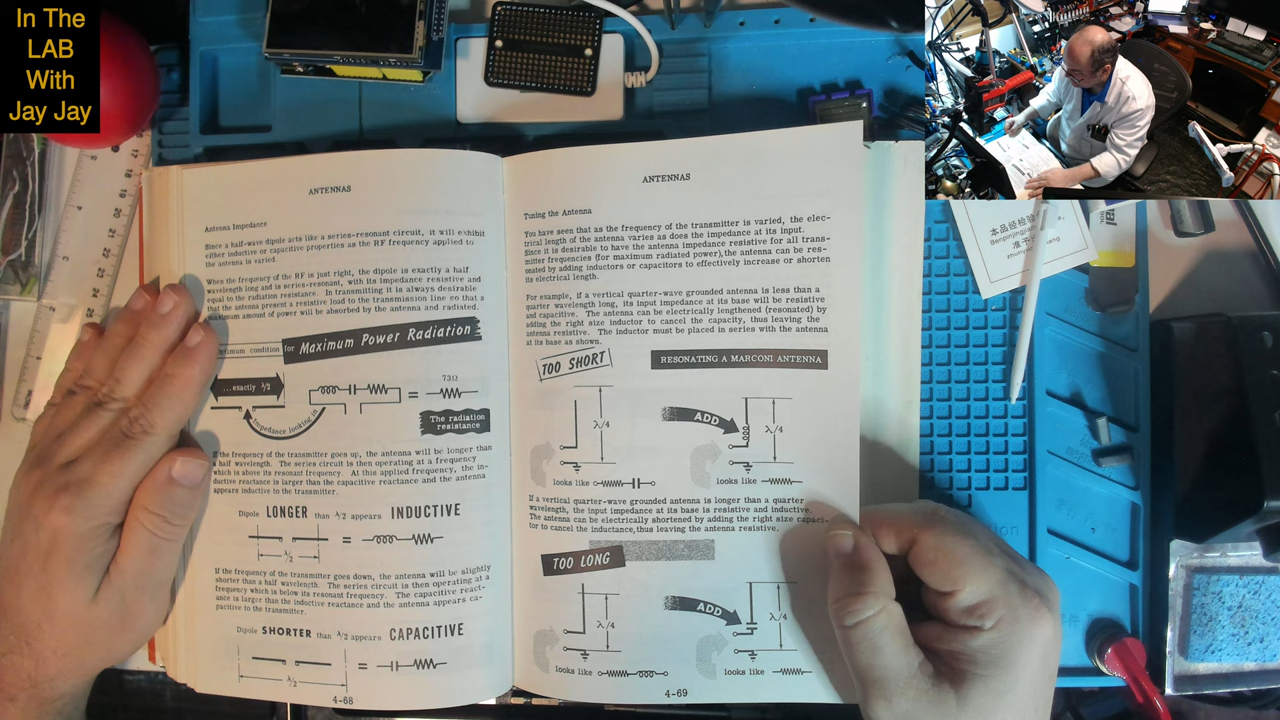 In The
LAB
With
Jay Jay
ANTENNAS
Antenna Impedance
Since a half-wave dipole acts like a series-resonant circuit, it will exhibit
either inductive or capacitive properties as the RF frequency applied to
the antenna is varied.
When the frequency of the RF is just right, the dipole is exactly a half
wavelength long and is series-resonant, with its impedance resistive and
equal to the radiation resistance. In transmitting it is always desirable
that the antenna present a resistive load to the transmission line so that a
maximum amount of power will be absorbed by the antenna and radiated.
for Maximum Power Radiation
condition
...exactly λ/2
Impedance looking in
=
73Ω
The radiation
resistance
If the frequency of the transmitter goes up, the antenna will be longer than
a half wavelength. The series circuit is then operating at a frequency
which is above its resonant frequency. At this applied frequency, the in-
ductive reactance is larger than the capacitive reactance and the antenna
appears inductive to the transmitter.
Dipole LONGER than λ/2 appears INDUCTIVE
λ/2
=
If the frequency of the transmitter goes down, the antenna will be slightly
shorter than a half wavelength. The series circuit is then operating at a
frequency which is below its resonant frequency. The capacitive react-
ance is larger than the inductive reactance and the antenna appears ca-
pacitive to the transmitter.
Dipole SHORTER than λ/2 appears CAPACITIVE
λ/2
=
4-68
ANTENNAS
Tuning the Antenna
You have seen that as the frequency of the transmitter is varied, the elec-
trical length of the antenna varies as does the impedance at its input.
Since it is desirable to have the antenna impedance resistive for all trans-
mitter frequencies (for maximum radiated power), the antenna can be res-
onated by adding inductors or capacitors to effectively increase or shorten
its electrical length.
For example, if a vertical quarter-wave grounded antenna is less than a
quarter wavelength long, its input impedance at its base will be resistive
and capacitive. The antenna can be electrically lengthened (resonated) by
adding the right size inductor to cancel the capacity, thus leaving the
antenna resistive. The inductor must be placed in series with the antenna
at its base as shown.
TOO SHORT
RESONATING A MARCONI ANTENNA
λ/4
ADD
λ/4
looks like
looks like
If a vertical quarter-wave grounded antenna is longer than a quarter
wavelength, the input impedance at its base is resistive and inductive.
The antenna can be electrically shortened by adding the right size capaci-
tor to cancel the inductance, thus leaving the antenna resistive.
TOO LONG
λ/4
ADD
λ/4
looks like
looks like
4-69
本品经检验
准予